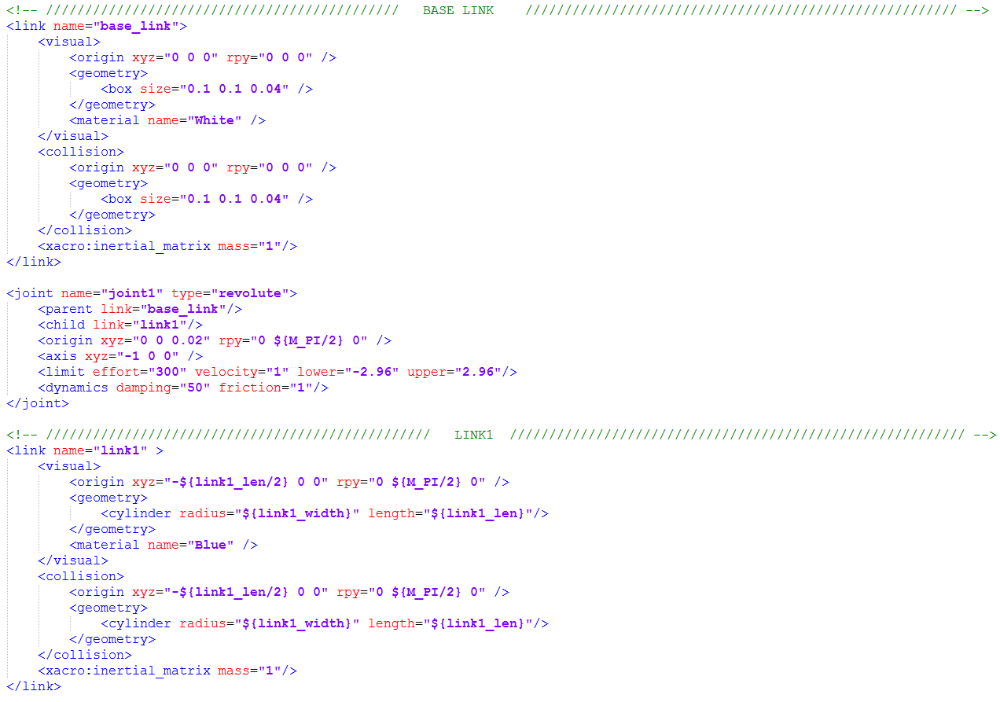 <!-- /////////////////////////////////////////////   BASE LINK    /////////////////////////////////////////////////////// -->
<link name="base_link">
    <visual>
        <origin xyz="0 0 0" rpy="0 0 0" />
        <geometry>
            <box size="0.1 0.1 0.04" />
        </geometry>
        <material name="White" />
    </visual>
    <collision>
        <origin xyz="0 0 0" rpy="0 0 0" />
        <geometry>
            <box size="0.1 0.1 0.04" />
        </geometry>
    </collision>
    <xacro:inertial_matrix mass="1"/>
</link>

<joint name="joint1" type="revolute">
    <parent link="base_link"/>
    <child link="link1"/>
    <origin xyz="0 0 0.02" rpy="0 ${M_PI/2} 0" />
    <axis xyz="-1 0 0" />
    <limit effort="300" velocity="1" lower="-2.96" upper="2.96"/>
    <dynamics damping="50" friction="1"/>
</joint>

<!-- /////////////////////////////////////////////////   LINK1  ////////////////////////////////////////////////////////// -->
<link name="link1" >
    <visual>
        <origin xyz="-${link1_len/2} 0 0" rpy="0 ${M_PI/2} 0" />
        <geometry>
            <cylinder radius="${link1_width}" length="${link1_len}"/>
        </geometry>
        <material name="Blue" />
    </visual>
    <collision>
        <origin xyz="-${link1_len/2} 0 0" rpy="0 ${M_PI/2} 0" />
        <geometry>
            <cylinder radius="${link1_width}" length="${link1_len}"/>
        </geometry>
    </collision>
    <xacro:inertial_matrix mass="1"/>
</link>